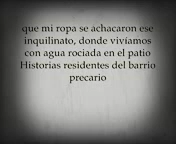 que mi ropa se achacaron ese
inquilinato, donde vivíamos
con agua rociada en el patio
Historias residentes del barrio
precario